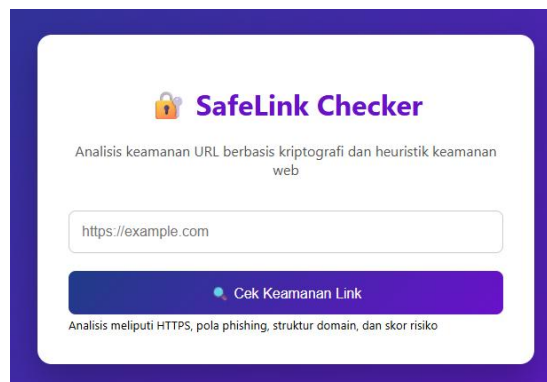 SafeLink Checker
Analisis keamanan URL berbasis kriptografi dan heuristik keamanan
web
https://example.com
Cek Keamanan Link
Analisis meliputi HTTPS, pola phishing, struktur domain, dan skor risiko